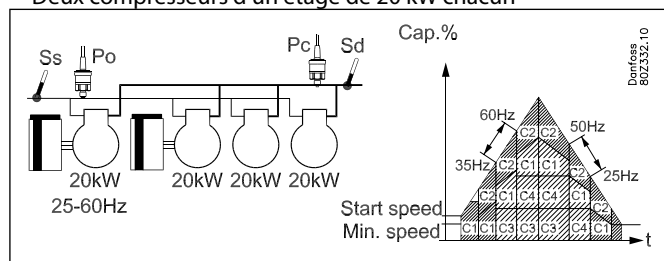 Deux compresseurs d'un étage de 20 kW chacun
Ss
Po
Pc
Sd
20kW
20kW
20kW
20kW
25-60Hz
Cap.%
Danfoss
80Z332.10
60Hz
50Hz
35Hz
25Hz
C2 C2
C2 C1 C1 C2
C2 C1 C4 C4 C1 C2
C1 C1 C3 C3 C3 C4 C1
Start speed
Min. speed
t